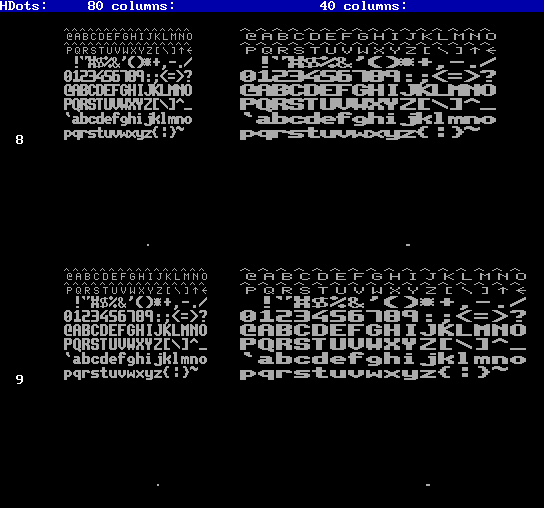 HDots: 80 columns: 40 columns:
@ABCDEFGHIJKLMNO @ABCDEFGHIJKLMNO
PQRSTUVWXYZ[\]↑← PQRSTUVWXYZ[\]↑←
!"#$%&'()*+,-./ !"#$%&'()*+,-./
0123456789:;<=>? 0123456789:;<=>?
@ABCDEFGHIJKLMNO @ABCDEFGHIJKLMNO
PQRSTUVWXYZ[\]^_ PQRSTUVWXYZ[\]^_
`abcdefghijklmno `abcdefghijklmno
8 pqrstuvwxyz{¦}~ pqrstuvwxyz{¦}~
@ABCDEFGHIJKLMNO @ABCDEFGHIJKLMNO
PQRSTUVWXYZ[\]↑← PQRSTUVWXYZ[\]↑←
!"#$%&'()*+,-./ !"#$%&'()*+,-./
0123456789:;<=>? 0123456789:;<=>?
@ABCDEFGHIJKLMNO @ABCDEFGHIJKLMNO
PQRSTUVWXYZ[\]^_ PQRSTUVWXYZ[\]^_
`abcdefghijklmno `abcdefghijklmno
9 pqrstuvwxyz{¦}~ pqrstuvwxyz{¦}~